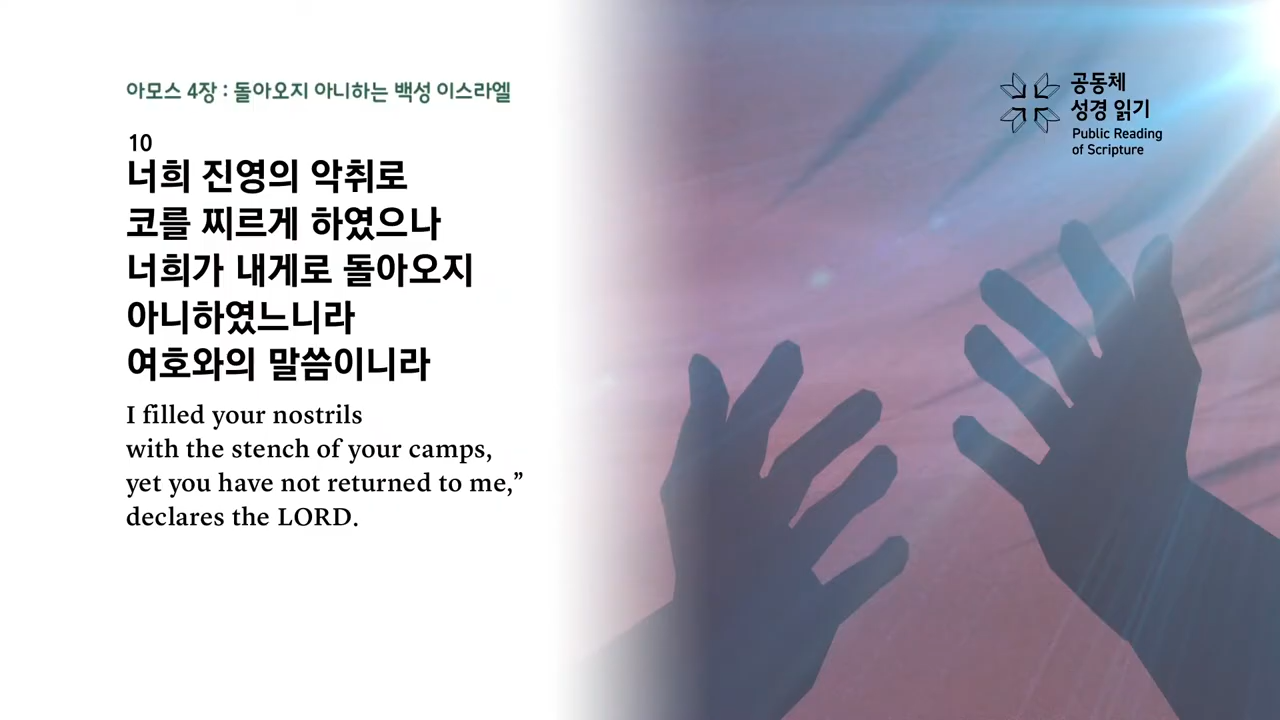 아모스 4장 : 돌아오지 아니하는 백성 이스라엘
10
너희 진영의 악취로
코를 찌르게 하였으나
너희가 내게로 돌아오지
아니하였느니라
여호와의 말씀이니라
I filled your nostrils
with the stench of your camps,
yet you have not returned to me,”
declares the LORD.
공동체
성경 읽기
Public Reading
of Scripture